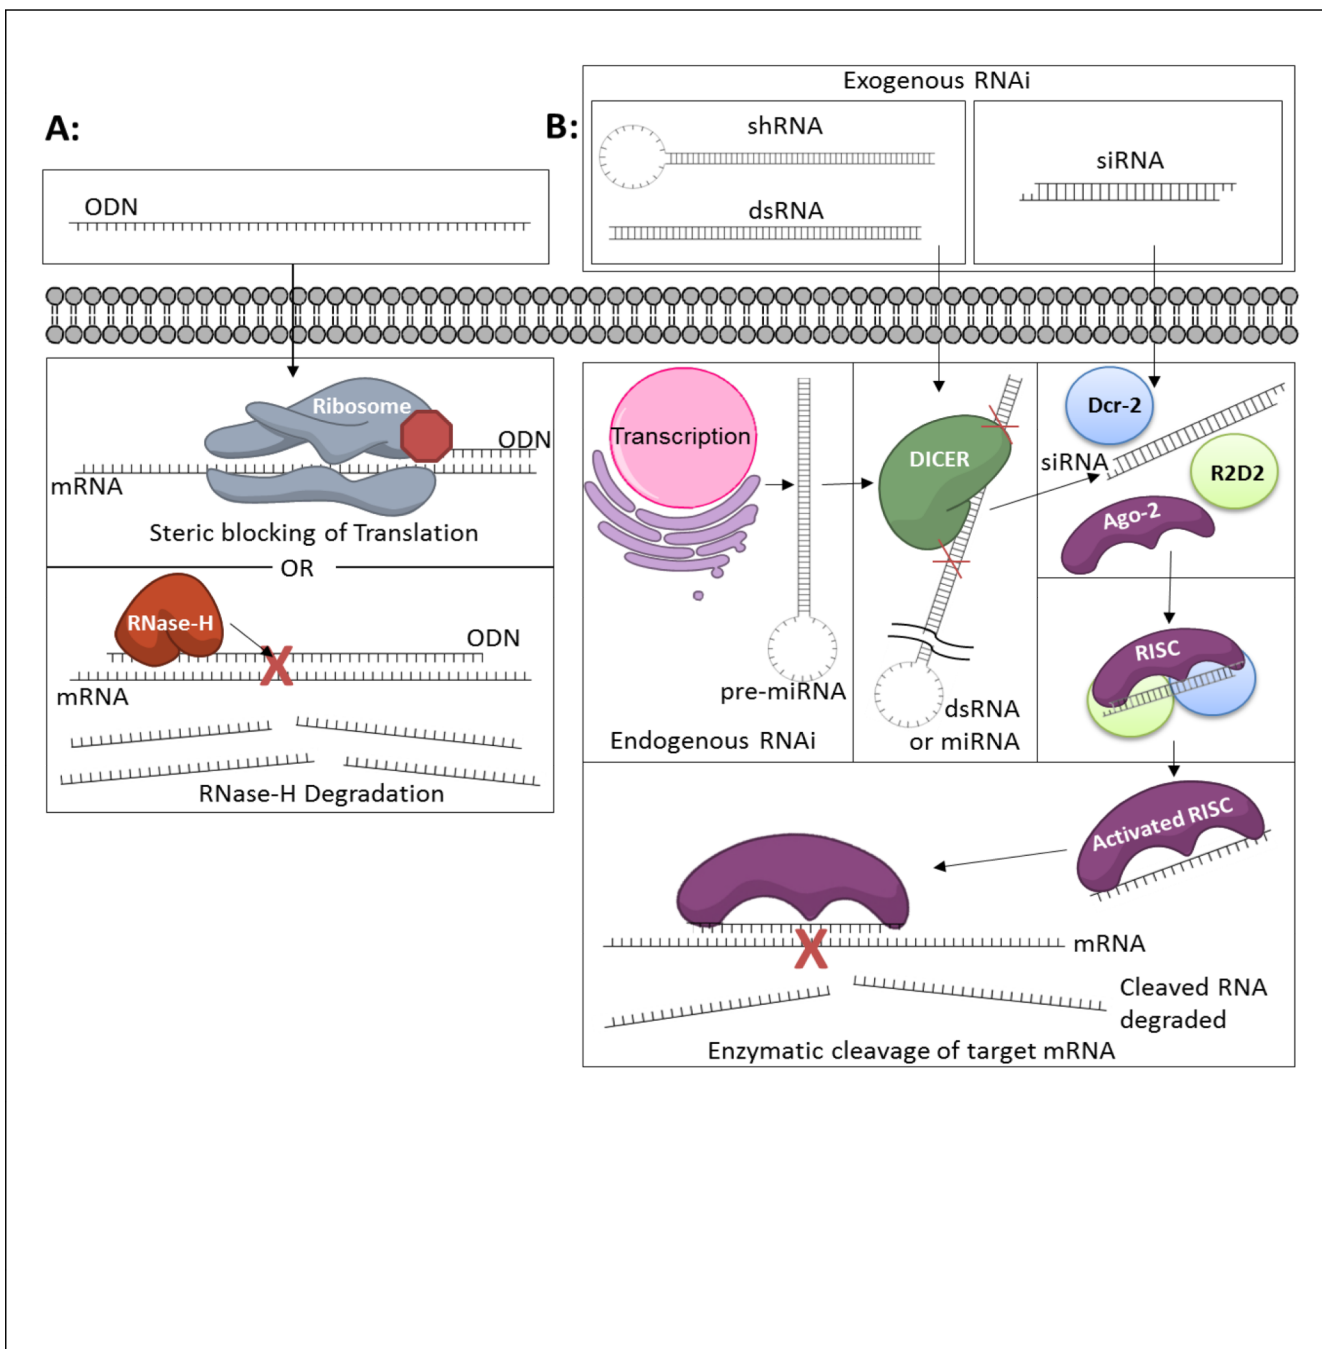 A:
ODN
Ribosome
ODN
mRNA
Steric blocking of Translation
OR
RNase-H
ODN
X
mRNA
RNase-H Degradation
B:
Exogenous RNAi
shRNA
dsRNA
siRNA
Transcription
pre-miRNA
Endogenous RNAi
DICER
dsRNA
or miRNA
Dcr-2
siRNA
R2D2
Ago-2
RISC
Activated RISC
mRNA
X
Cleaved RNA
degraded
Enzymatic cleavage of target mRNA